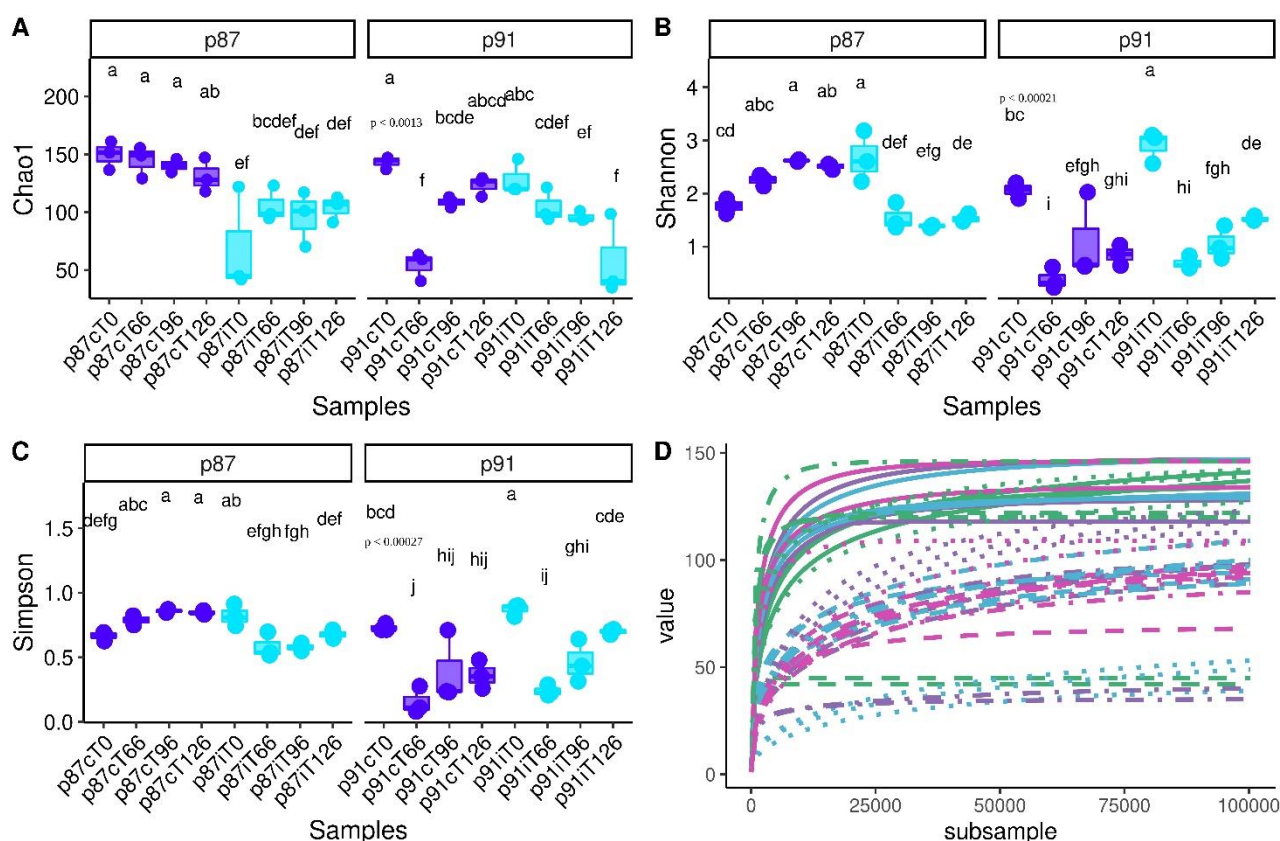 A
p87
p91
Chao1
200
150
100
50
a
a
a
ab
ef
bcdef
def
def
a
p < 0.0013
f
bcde
abcd
abc
cdef
ef
f
p87cT0
p87cT66
p87cT96
p87cT126
p87iT0
p87iT66
p87iT96
p87iT126
p91cT0
p91cT66
p91cT96
p91cT126
p91iT0
p91iT66
p91iT96
p91iT126
Samples
B
p87
p91
Shannon
4
3
2
1
cd
abc
a
ab
a
def
efg
de
p < 0.00021
bc
i
efgh
ghi
a
hi
fgh
de
p87cT0
p87cT66
p87cT96
p87cT126
p87iT0
p87iT66
p87iT96
p87iT126
p91cT0
p91cT66
p91cT96
p91cT126
p91iT0
p91iT66
p91iT96
p91iT126
Samples
C
p87
p91
Simpson
1.5
1.0
0.5
0.0
defg
abc
a
a
ab
efgh
fgh
def
bcd
p < 0.00027
j
hij
hij
a
ij
ghi
cde
p87cT0
p87cT66
p87cT96
p87cT126
p87iT0
p87iT66
p87iT96
p87iT126
p91cT0
p91cT66
p91cT96
p91cT126
p91iT0
p91iT66
p91iT96
p91iT126
Samples
D
value
150
100
50
0
0
25000
50000
75000
100000
subsample